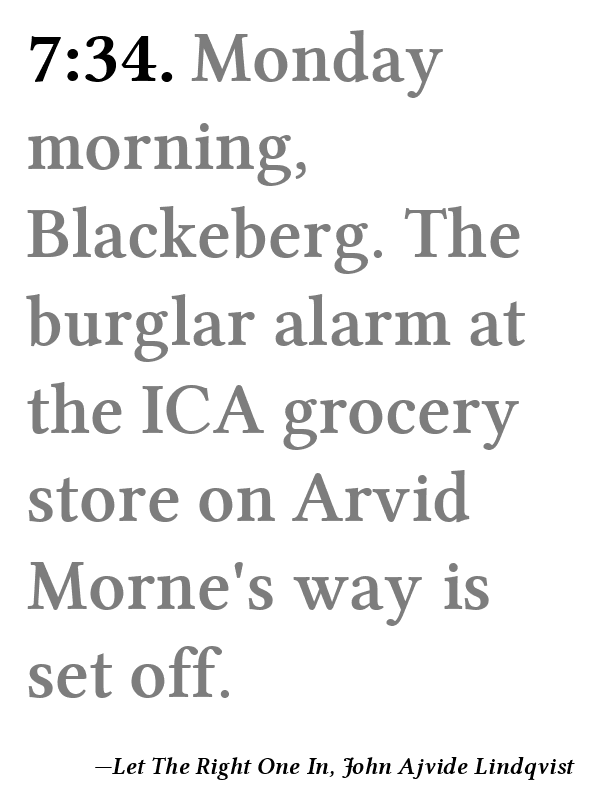 7:34. Monday
morning,
Blackeberg. The
burglar alarm at
the ICA grocery
store on Arvid
Morne's way is
set off.
—Let The Right One In, John Ajvide Lindqvist